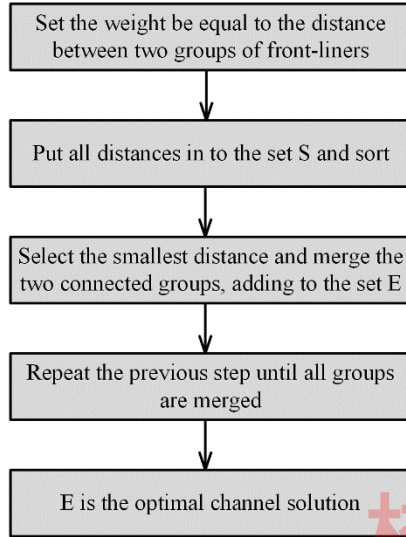 Set the weight be equal to the distance
between two groups of front-liners
Put all distances in to the set S and sort
Select the smallest distance and merge the
two connected groups, adding to the set E
Repeat the previous step until all groups
are merged
E is the optimal channel solution